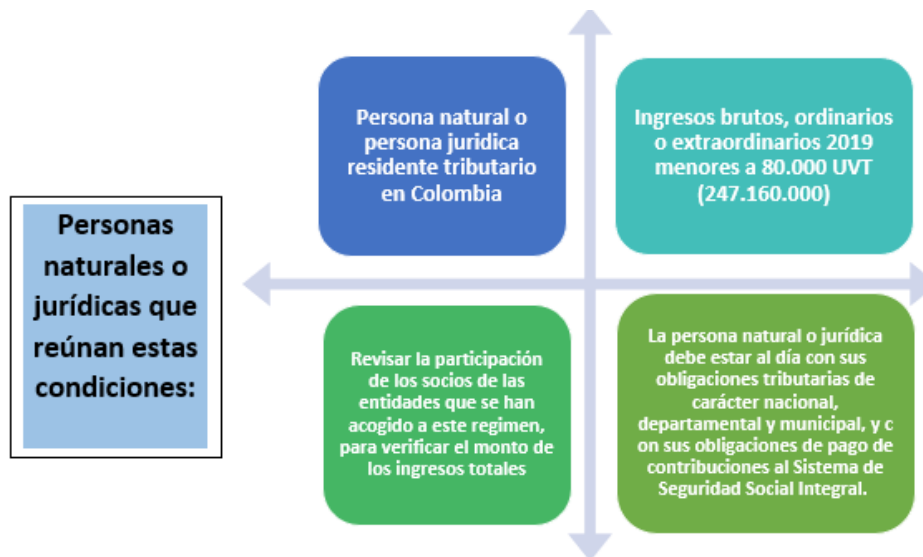 Personas
naturales o
jurídicas que
reúnan estas
condiciones:
Persona natural o
persona juridica
residente tributario
en Colombia
Ingresos brutos, ordinarios
o extraordinarios 2019
menores a 80.000 UVT
(247.160.000)
Revisar la participación
de los socios de las
entidades que se han
acogido a este regimen,
para verificar el monto de
los ingresos totales
La persona natural o jurídica
debe estar al día con sus
obligaciones tributarias de
carácter nacional,
departamental y municipal, y c
on sus obligaciones de pago de
contribuciones al Sistema de
Seguridad Social Integral.